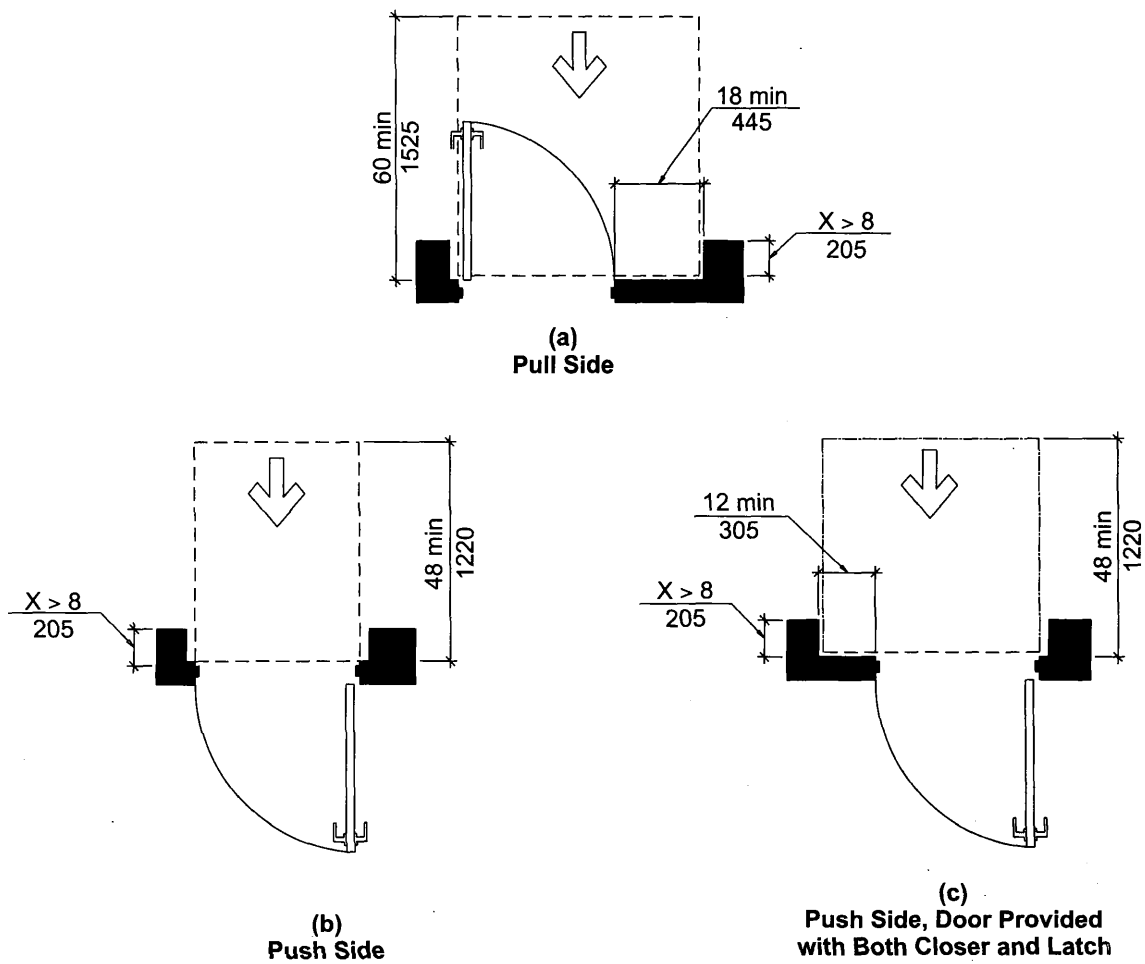 60 min
1525
18 min
445
X > 8
205
(a)
Pull Side
48 min
1220
X > 8
205
(b)
Push Side
12 min
305
X > 8
205
48 min
1220
(c)
Push Side, Door Provided
with Both Closer and Latch